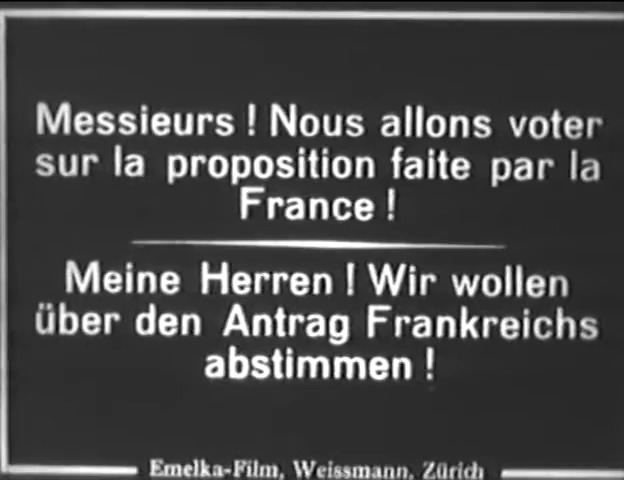 Messieurs ! Nous allons voter
sur la proposition faite par la
France !
Meine Herren ! Wir wollen
über den Antrag Frankreichs
abstimmen !
Emelka-Film, Weissmann, Zürich